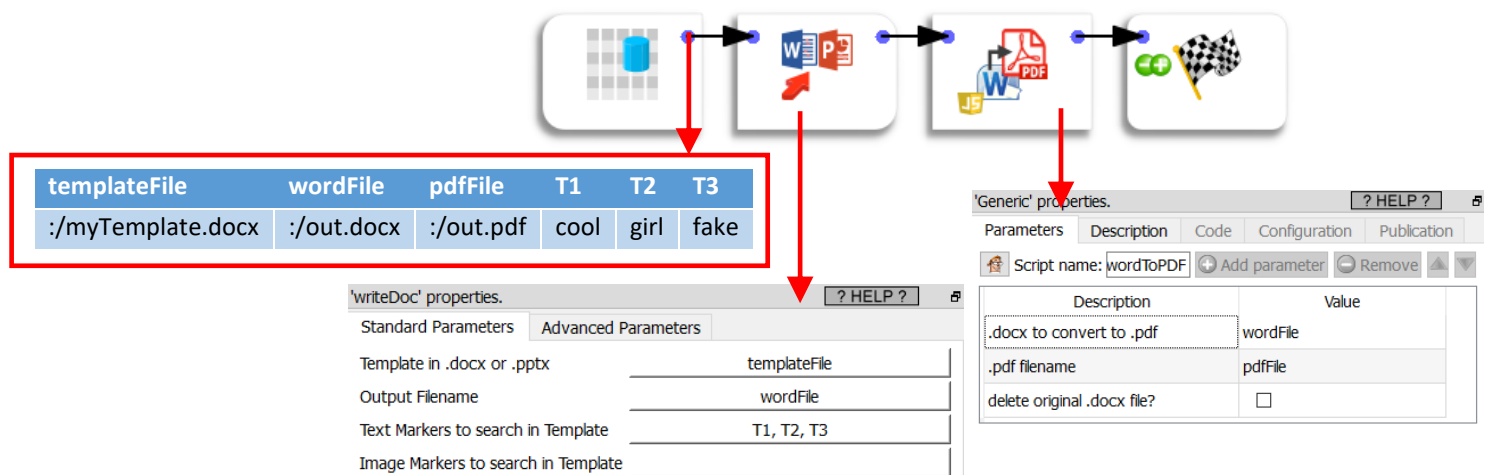 W P
PDF
W
JS
templateFile wordFile pdfFile T1 T2 T3
:/myTemplate.docx :/out.docx :/out.pdf cool girl fake
'Generic' properties. ? HELP ?
Parameters Description Code Configuration Publication
Script name: wordToPDF Add parameter Remove
Description Value
.docx to convert to .pdf wordFile
.pdf filename pdfFile
delete original .docx file?
'writeDoc' properties. ? HELP ?
Standard Parameters Advanced Parameters
Template in .docx or .pptx templateFile
Output Filename wordFile
Text Markers to search in Template T1, T2, T3
Image Markers to search in Template